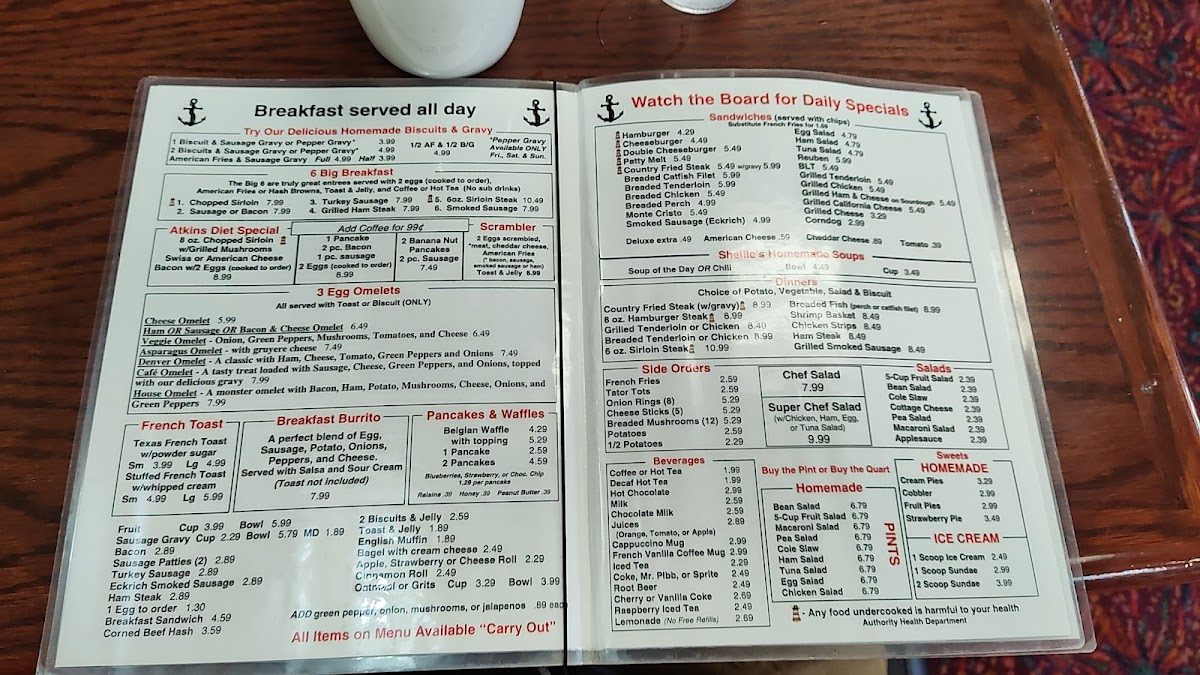 Breakfast served all day
Try Our Delicious Homemade Biscuits & Gravy
1 Biscuit & Sausage Gravy or Pepper Gravy* 3.99
2 Biscuits & Sausage Gravy or Pepper Gravy* 4.99
American Fries & Sausage Gravy Full 4.99 Half 3.99
1/2 AF & 1/2 B/G
4.99
*Pepper Gravy
Available ONLY
Fri., Sat. & Sun.
6 Big Breakfast
The Big 6 are truly great entrees served with 2 eggs (cooked to order),
American Fries or Hash Browns, Toast & Jelly, and Coffee or Hot Tea (No sub drinks)
1. Chopped Sirloin 7.99 3. Turkey Sausage 7.99 5. 6oz. Sirloin Steak 10.49
2. Sausage or Bacon 7.99 4. Grilled Ham Steak 7.99 6. Smoked Sausage 7.99
Atkins Diet Special
8 oz. Chopped Sirloin
w/Grilled Mushrooms
Swiss or American Cheese
Bacon w/2 Eggs (cooked to order)
8.99
Add Coffee for 99¢
1 Pancake
2 pc. Bacon
1 pc. sausage
2 Eggs (cooked to order)
8.99
2 Banana Nut
Pancakes
2 pc. Sausage
7.49
Scrambler
2 Eggs scrambled,
*meat, cheddar cheese,
American Fries
(* bacon, sausage,
smoked sausage or ham)
Toast & Jelly 8.99
3 Egg Omelets
All served with Toast or Biscuit (ONLY)
Cheese Omelet 5.99
Ham OR Sausage OR Bacon & Cheese Omelet 6.49
Veggie Omelet - Onion, Green Peppers, Mushrooms, Tomatoes, and Cheese 6.49
Asparagus Omelet - with gruyere cheese 7.49
Denver Omelet - A classic with Ham, Cheese, Tomato, Green Peppers and Onions 7.49
Café Omelet - A tasty treat loaded with Sausage, Cheese, Green Peppers, and Onions, topped
with our delicious gravy 7.99
House Omelet - A monster omelet with Bacon, Ham, Potato, Mushrooms, Cheese, Onions, and
Green Peppers 7.99
French Toast
Texas French Toast
w/powder sugar
Sm 3.99 Lg 4.99
Stuffed French Toast
w/whipped cream
Sm 4.99 Lg 5.99
Breakfast Burrito
A perfect blend of Egg,
Sausage, Potato, Onions,
Peppers, and Cheese.
Served with Salsa and Sour Cream
(Toast not included)
7.99
Pancakes & Waffles
Belgian Waffle 4.29
with topping 5.29
1 Pancake 2.59
2 Pancakes 4.59
Blueberries, Strawberry, or Choc. Chip
1.29 per pancake
Raisins .39 Honey .39 Peanut Butter .39
Fruit Cup 3.99 Bowl 5.99
Sausage Gravy Cup 2.29 Bowl 5.79 MD 1.89
Bacon 2.89
Sausage Patties (2) 2.89
Turkey Sausage 2.89
Eckrich Smoked Sausage 2.89
Ham Steak 2.89
1 Egg to order 1.30
Breakfast Sandwich 4.59
Corned Beef Hash 3.59
2 Biscuits & Jelly 2.59
Toast & Jelly 1.89
English Muffin 1.89
Bagel with cream cheese 2.49
Apple, Strawberry or Cheese Roll 2.29
Cinnamon Roll 2.49
Oatmeal or Grits Cup 3.29 Bowl 3.99
ADD green pepper, onion, mushrooms, or jalapenos .69 each
All Items on Menu Available "Carry Out"
Watch the Board for Daily Specials
Sandwiches (served with chips)
Substitute French Fries for 1.50
Hamburger 4.29
Cheeseburger 4.49
Double Cheeseburger 5.49
Patty Melt 5.49
Country Fried Steak 5.49 w/gravy 5.99
Breaded Catfish Filet 5.99
Breaded Tenderloin 5.99
Breaded Chicken 5.49
Breaded Perch 4.99
Monte Cristo 5.49
Smoked Sausage (Eckrich) 4.99
Egg Salad 4.79
Ham Salad 4.79
Tuna Salad 4.79
Reuben 5.99
BLT 5.49
Grilled Tenderloin 5.49
Grilled Chicken 5.49
Grilled Ham & Cheese on Sourdough 5.49
Grilled California Cheese 5.49
Grilled Cheese 3.29
Corndog 2.99
Deluxe extra .49 American Cheese .59 Cheddar Cheese .89 Tomato .39
Shellie's Homemade Soups
Soup of the Day OR Chili Bowl 4.49 Cup 3.49
Dinners
Choice of Potato, Vegetable, Salad & Biscuit
Country Fried Steak (w/gravy) 8.99
8 oz. Hamburger Steak 8.99
Grilled Tenderloin or Chicken 8.49
Breaded Tenderloin or Chicken 8.99
6 oz. Sirloin Steak 10.99
Breaded Fish (perch or catfish filet) 8.99
Shrimp Basket 8.49
Chicken Strips 8.49
Ham Steak 8.49
Grilled Smoked Sausage 8.49
Side Orders
French Fries 2.59
Tator Tots 2.59
Onion Rings (8) 5.29
Cheese Sticks (5) 5.29
Breaded Mushrooms (12) 5.29
Potatoes 2.59
1/2 Potatoes 2.29
Chef Salad
7.99
Super Chef Salad
(w/Chicken, Ham, Egg,
or Tuna Salad)
9.99
Salads
5-Cup Fruit Salad 2.39
Bean Salad 2.39
Cole Slaw 2.39
Cottage Cheese 2.39
Pea Salad 2.39
Macaroni Salad 2.39
Applesauce 2.39
Beverages
Coffee or Hot Tea 1.99
Decaf Hot Tea 1.99
Hot Chocolate 2.99
Milk 2.59
Chocolate Milk 2.59
Juices 2.89
(Orange, Tomato, or Apple)
Cappuccino Mug 2.99
French Vanilla Coffee Mug 2.99
Iced Tea 2.49
Coke, Mr. Pibb, or Sprite 2.49
Root Beer 2.49
Cherry or Vanilla Coke 2.69
Raspberry Iced Tea 2.49
Lemonade (No Free Refills) 2.69
Buy the Pint or Buy the Quart
Homemade
Bean Salad 6.79
5-Cup Fruit Salad 6.79
Macaroni Salad 6.79
Pea Salad 6.79
Cole Slaw 6.79
Ham Salad 6.79
Tuna Salad 6.79
Egg Salad 6.79
Chicken Salad 6.79
PINTS
Sweets
HOMEMADE
Cream Pies 3.29
Cobbler 2.99
Fruit Pies 2.99
Strawberry Pie 3.49
ICE CREAM
1 Scoop Ice Cream 2.49
1 Scoop Sundae 2.99
2 Scoop Sundae 3.99
- Any food undercooked is harmful to your health
Authority Health Department